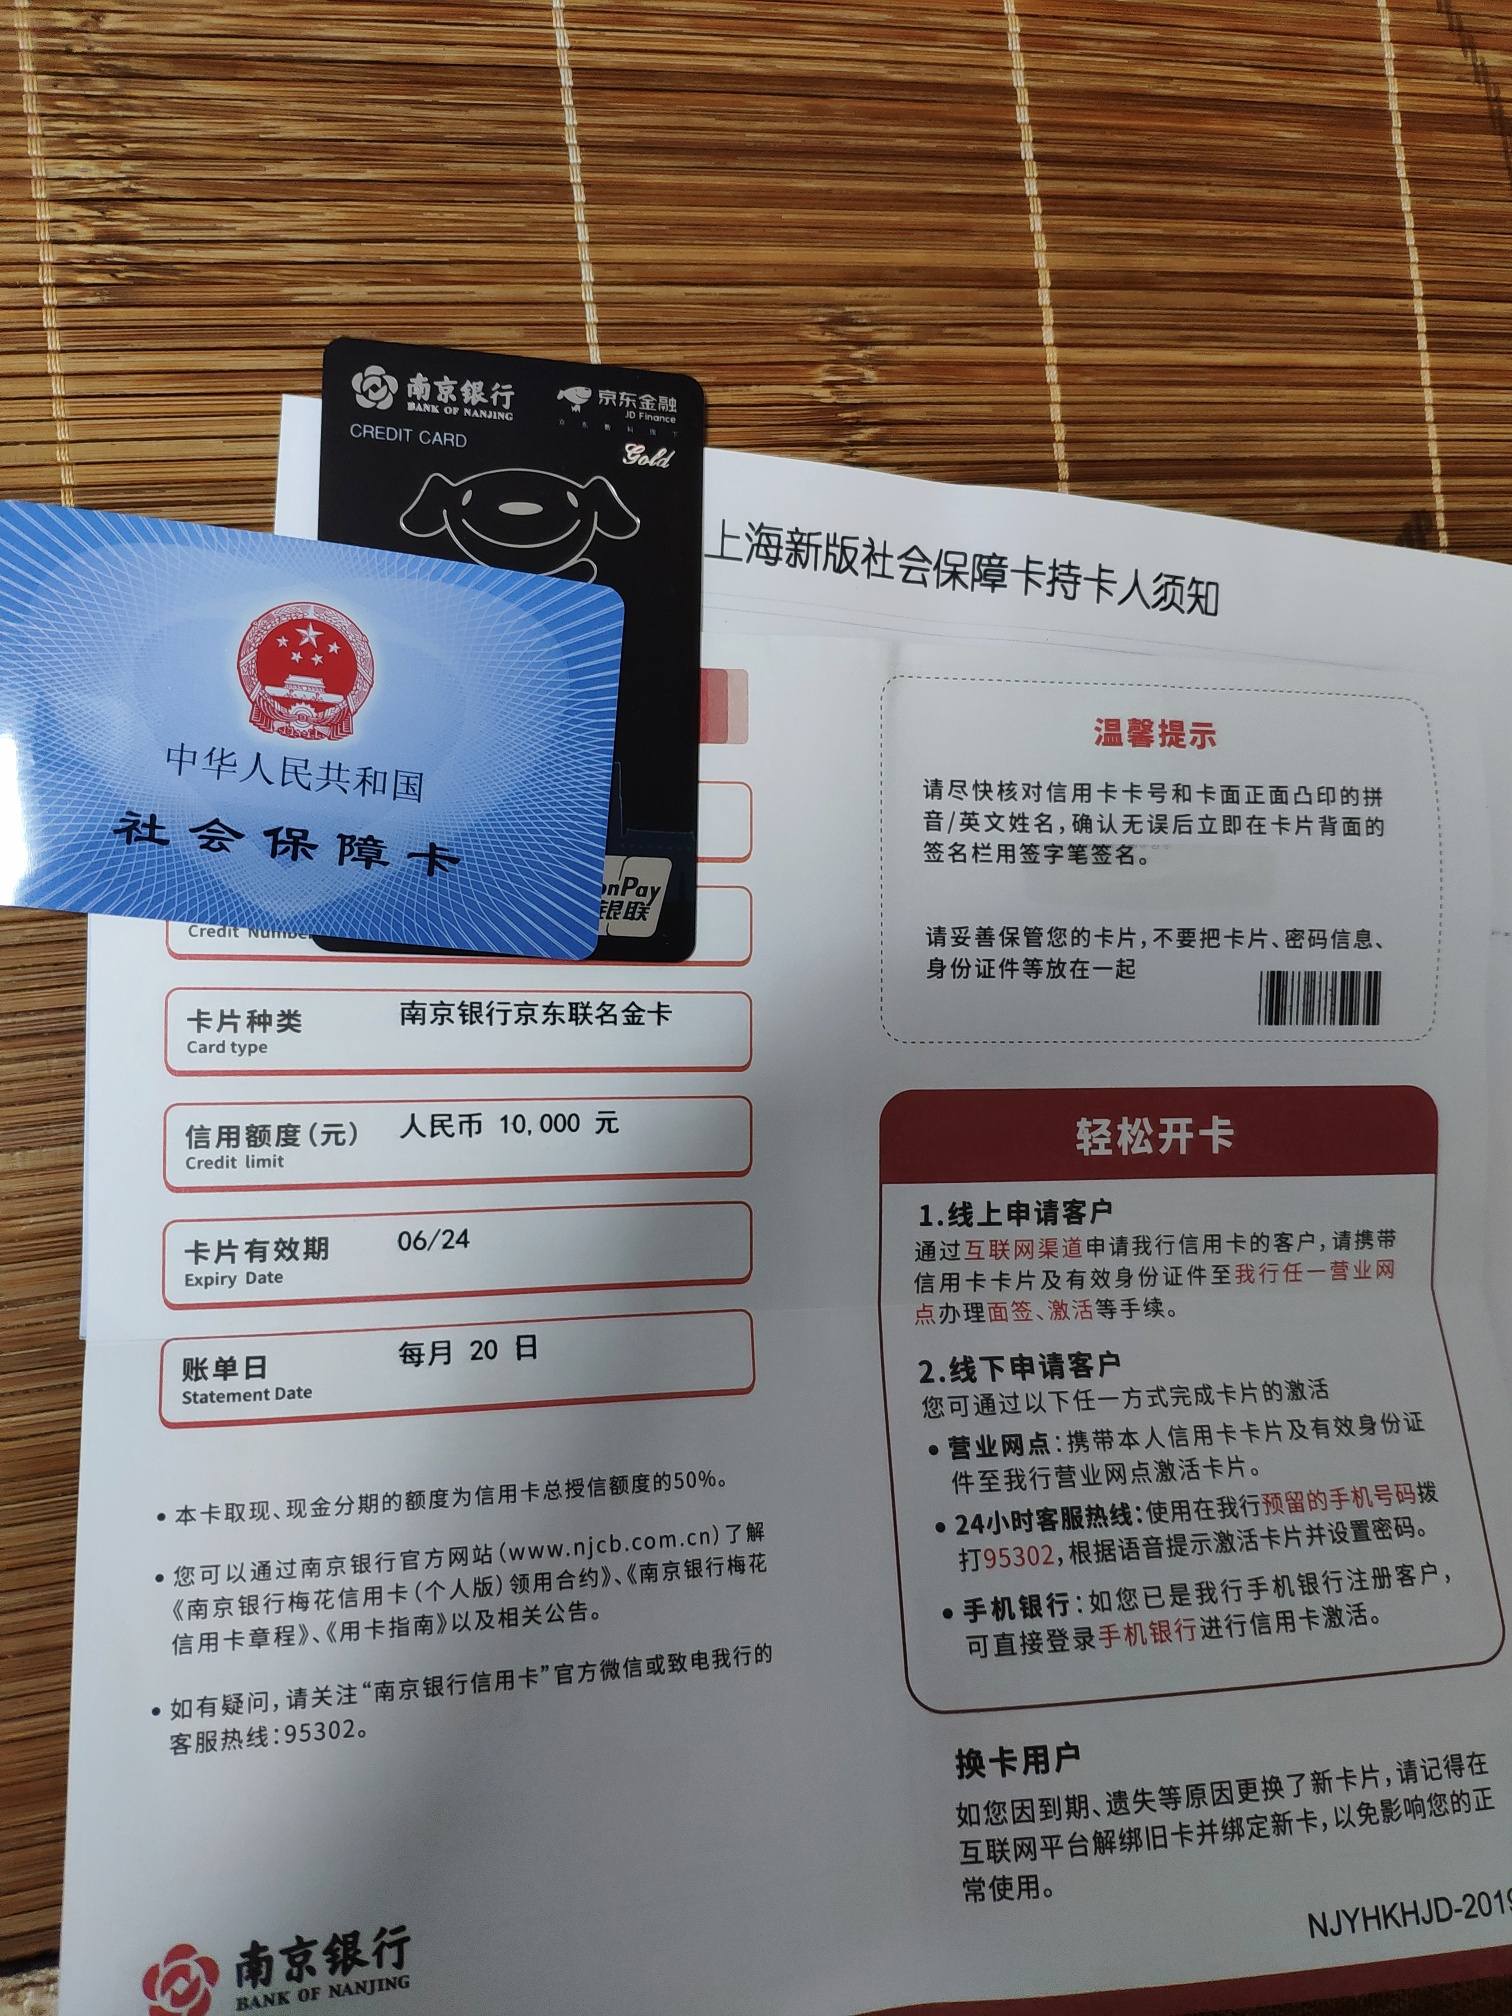 南京银行
BANK OF NANJING
京东金融
JD Finance
CREDIT CARD
Gold
上海新版社会保障卡持卡人须知
中华人民共和国
社会保障卡
onPay
银联
Credit Number
卡片种类
南京银行京东联名金卡
Card type
信用额度(元)
人民币 10,000 元
Credit limit
卡片有效期
06/24
Expiry Date
账单日
每月 20 日
Statement Date
•本卡取现、现金分期的额度为信用卡总授信额度的50%。
•您可以通过南京银行官方网站(www.njcb.com.cn)了解
《南京银行梅花信用卡(个人版)领用合约》、《南京银行梅花
信用卡章程》、《用卡指南》以及相关公告。
•如有疑问,请关注“南京银行信用卡”官方微信或致电我行的
客服热线:95302。
南京银行
BANK OF NANJING
温馨提示
请尽快核对信用卡卡号和卡面正面凸印的拼
音/英文姓名,确认无误后立即在卡片背面的
签名栏用签字笔签名。
请妥善保管您的卡片,不要把卡片、密码信息、
身份证件等放在一起
轻松开卡
1.线上申请客户
通过互联网渠道申请我行信用卡的客户,请携带
信用卡卡片及有效身份证件至我行任一营业网
点办理面签、激活等手续。
2.线下申请客户
您可通过以下任一方式完成卡片的激活
•营业网点:携带本人信用卡卡片及有效身份证
件至我行营业网点激活卡片。
•24小时客服热线:使用在我行预留的手机号码拨
打95302,根据语音提示激活卡片并设置密码。
•手机银行:如您已是我行手机银行注册客户,
可直接登录手机银行进行信用卡激活。
换卡用户
如您因到期、遗失等原因更换了新卡片,请记得在
互联网平台解绑旧卡并绑定新卡,以免影响您的正
常使用。
NJYHKHJD-2019